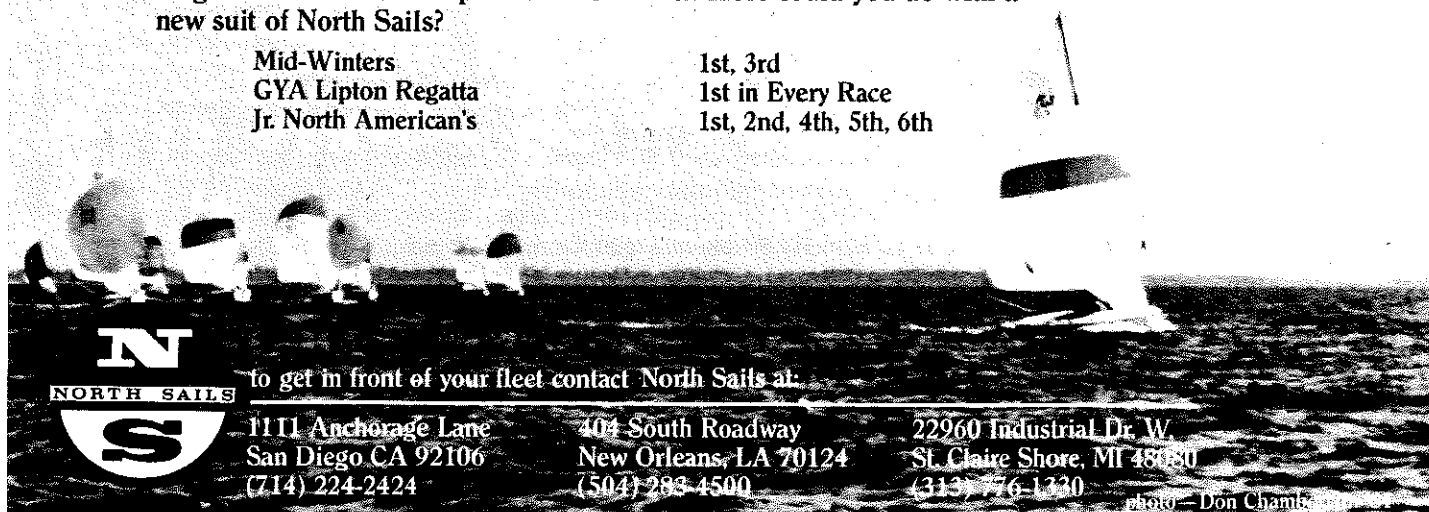 new suit of North Sails?
Mid-Winters 1st, 3rd
GYA Lipton Regatta 1st in Every Race
Jr. North American's 1st, 2nd, 4th, 5th, 6th
N
NORTH SAILS
S
to get in front of your fleet contact North Sails at:
1111 Anchorage Lane
San Diego CA 92106
(714) 224-2424
404 South Roadway
New Orleans, LA 70124
(504) 283-4500
22960 Industrial Dr. W.
St. Claire Shore, MI 48080
(313) 776-1330
photo—Don